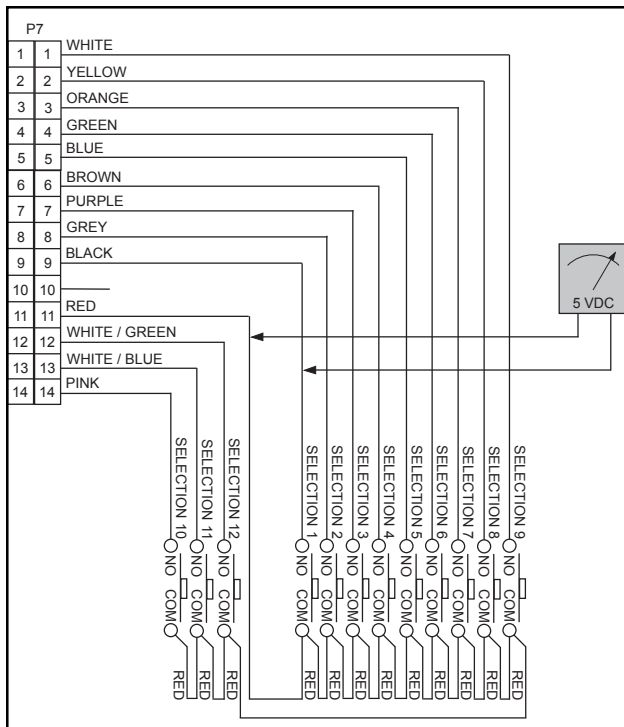 P7
1 1 WHITE
2 2 YELLOW
3 3 ORANGE
4 4 GREEN
5 5 BLUE
6 6 BROWN
7 7 PURPLE
8 8 GREY
9 9 BLACK
10 10
11 11 RED
12 12 WHITE / GREEN
13 13 WHITE / BLUE
14 14 PINK
5 VDC
SELECTION 10
SELECTION 11
SELECTION 12
SELECTION 1
SELECTION 2
SELECTION 3
SELECTION 4
SELECTION 5
SELECTION 6
SELECTION 7
SELECTION 8
SELECTION 9
NO NO NO NO NO NO NO NO NO NO NO NO
COM COM COM COM COM COM COM COM COM COM COM COM
RED RED RED RED RED RED RED RED RED RED RED RED